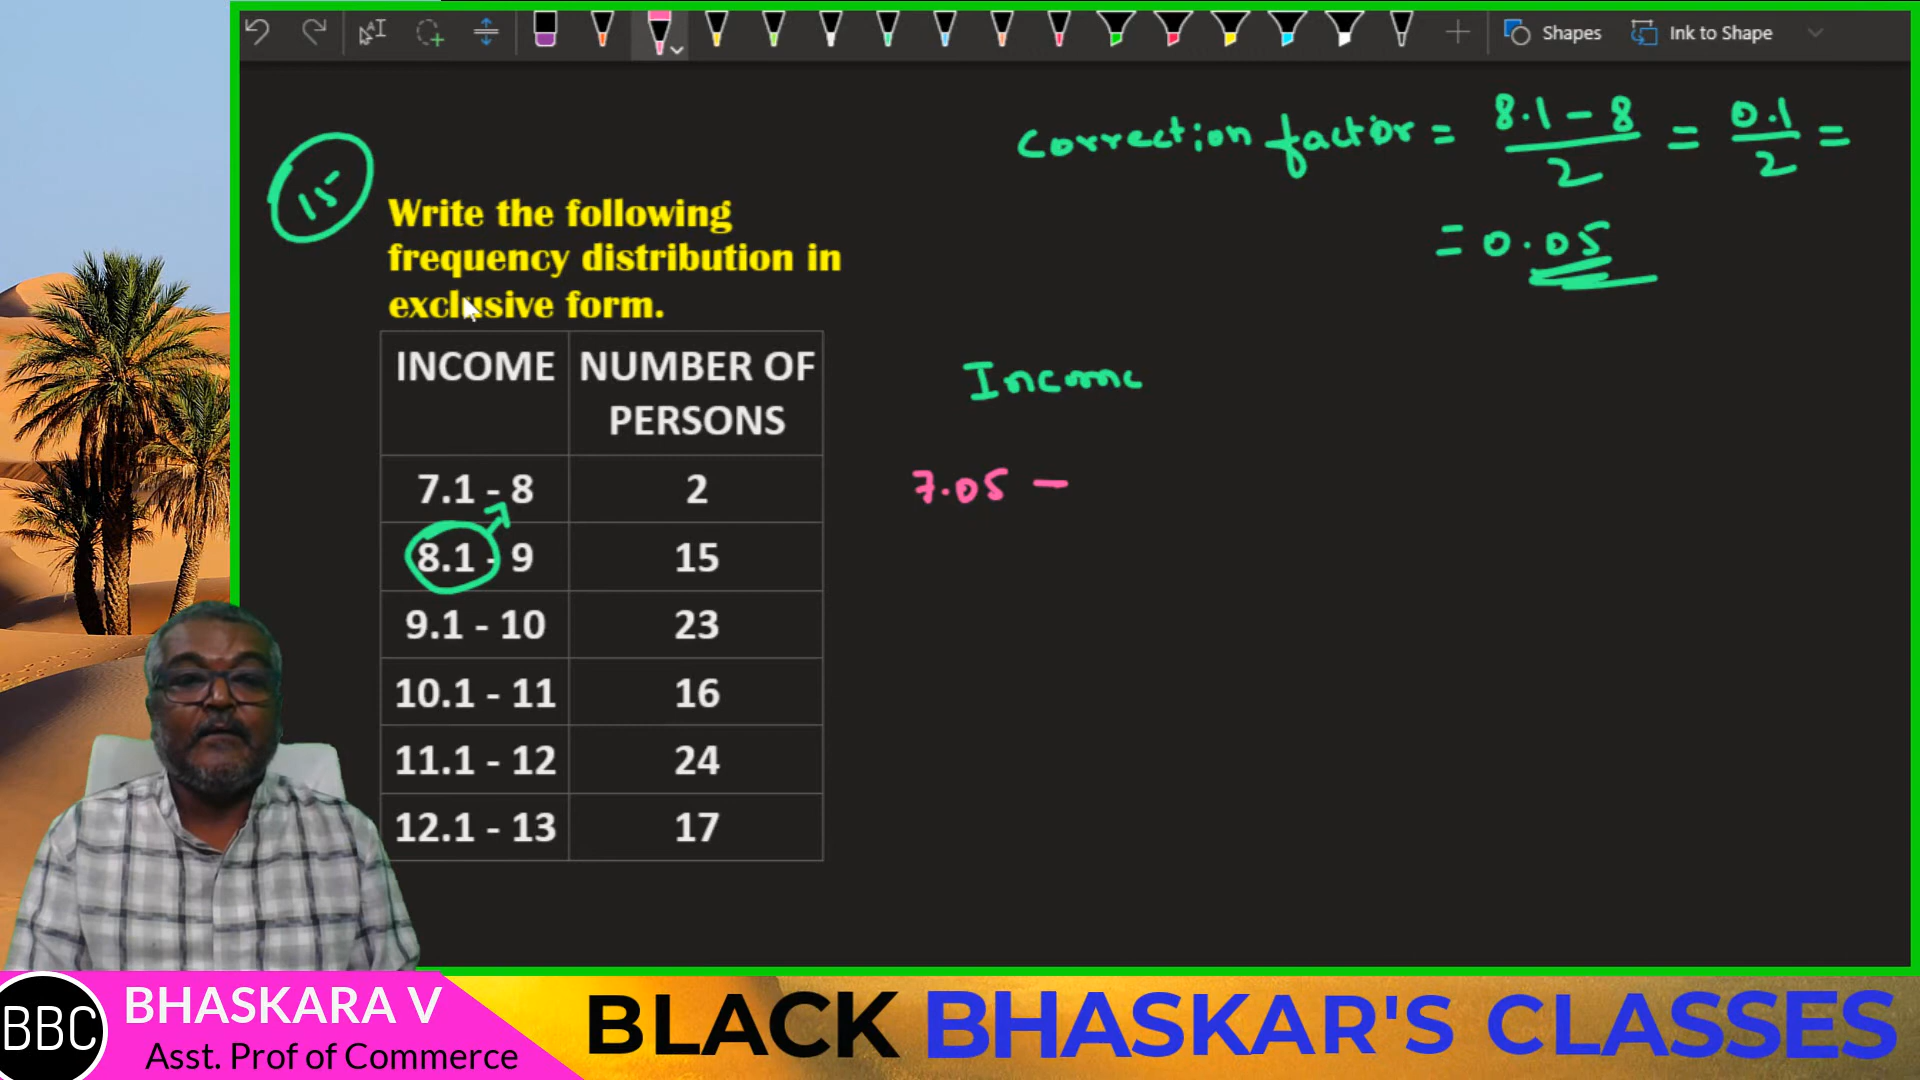 Shapes Ink to Shape
Correction factor = 8.1 - 8 / 2 = 0.1 / 2 =
= 0.05
15
Write the following
frequency distribution in
exclusive form.
INCOME NUMBER OF
PERSONS
7.1 - 8 2
8.1 - 9 15
9.1 - 10 23
10.1 - 11 16
11.1 - 12 24
12.1 - 13 17
Income
7.05 -
BBC
BHASKARA V
Asst. Prof of Commerce
BLACK BHASKAR'S CLASSES